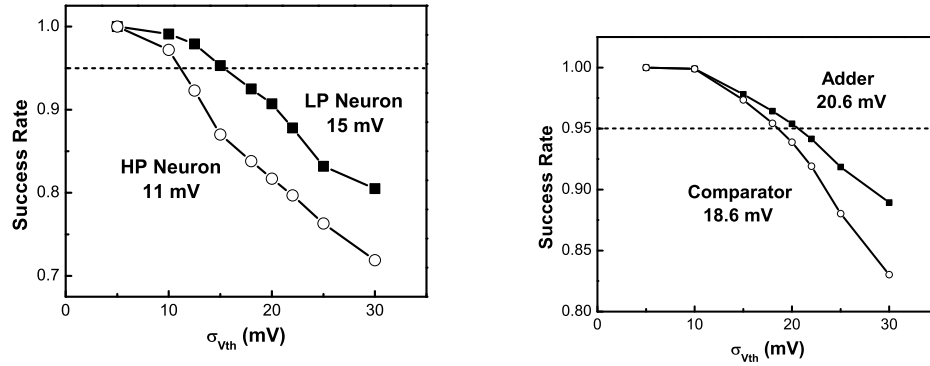 1.0
0.9
0.8
0.7
Success Rate
LP Neuron
15 mV
HP Neuron
11 mV
0 10 20 30
σVth (mV)
1.00
0.95
0.90
0.85
0.80
Success Rate
Adder
20.6 mV
Comparator
18.6 mV
0 10 20 30
σVth (mV)